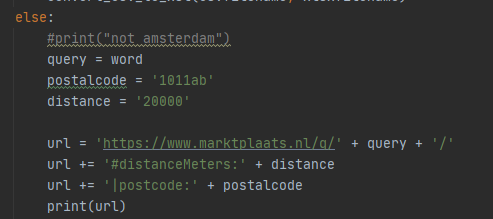 else:
#print("not amsterdam")
query = word
postalcode = '1011ab'
distance = '20000'
url = 'https://www.marktplaats.nl/q/' + query + '/'
url += '#distanceMeters:' + distance
url += '|postcode:' + postalcode
print(url)